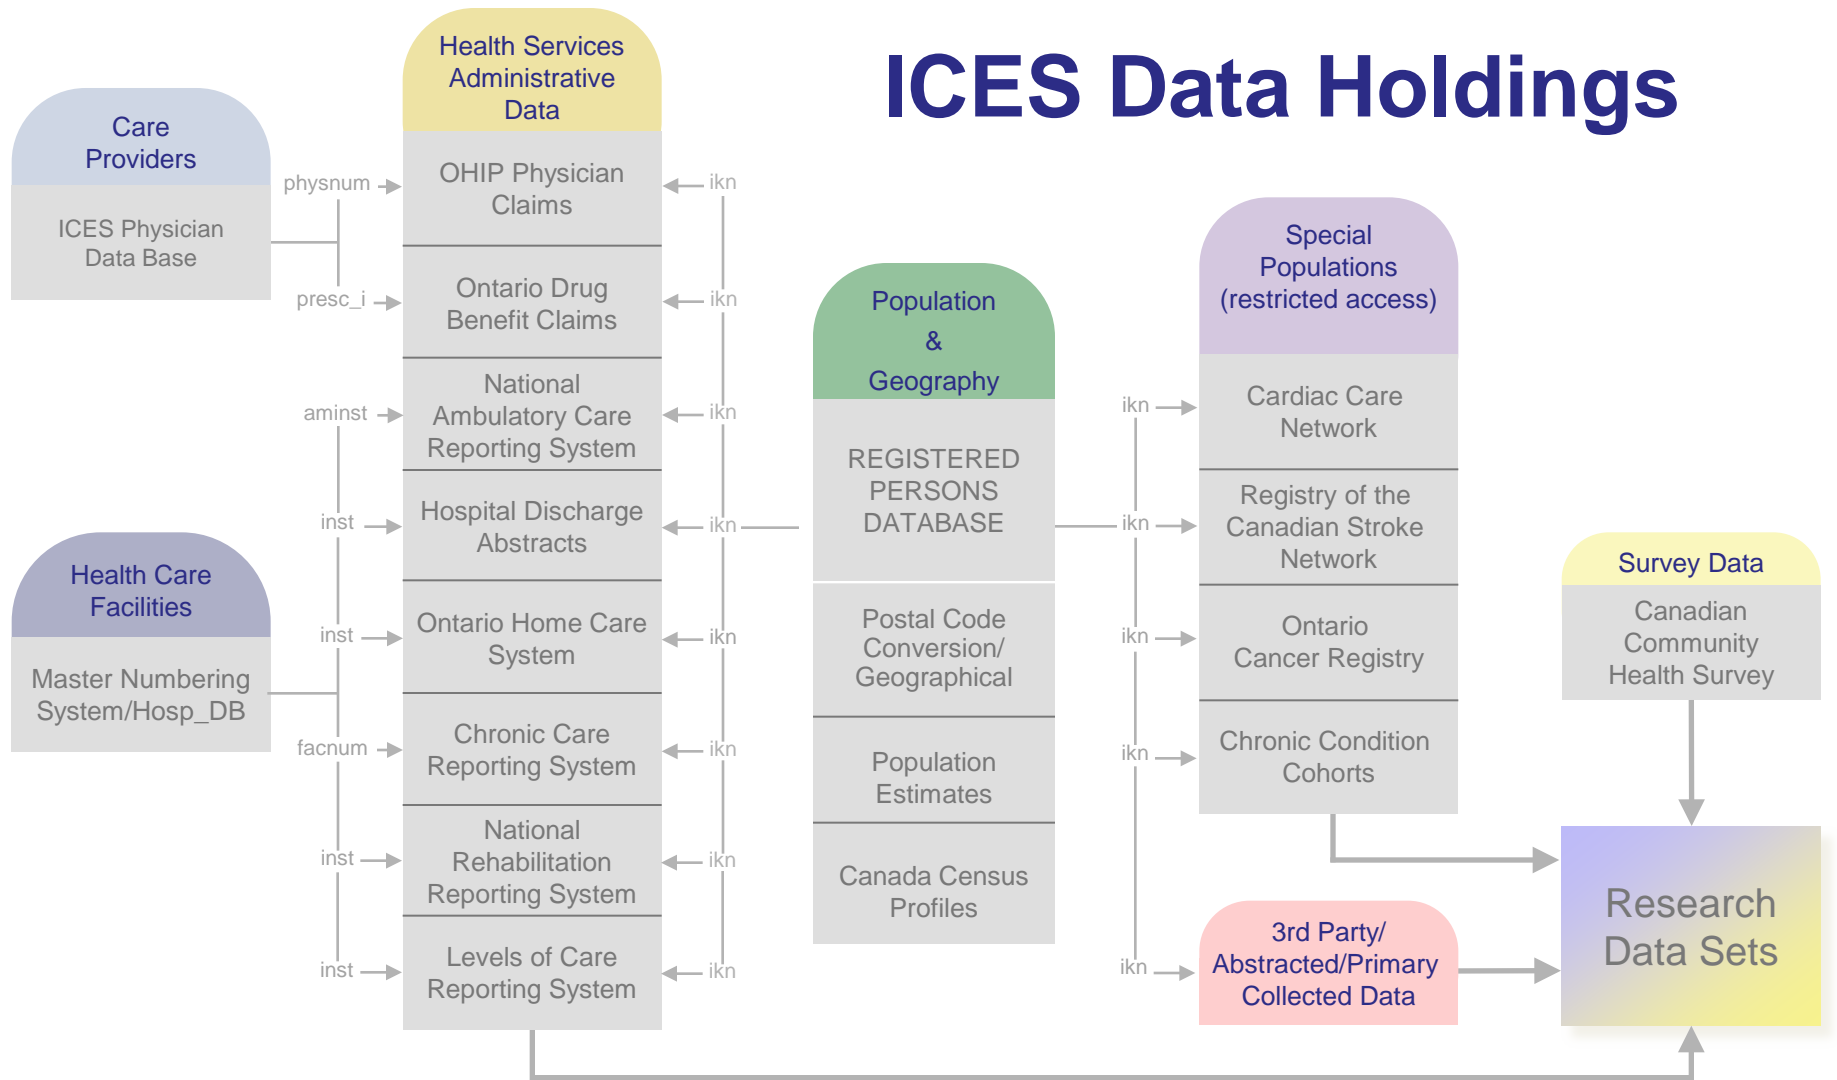 ICES Data Holdings
Care
Providers
ICES Physician
Data Base
Health Care
Facilities
Master Numbering
System/Hosp_DB
physnum
presc_i
aminst
inst
inst
facnum
inst
inst
Health Services
Administrative
Data
OHIP Physician
Claims
Ontario Drug
Benefit Claims
National
Ambulatory Care
Reporting System
Hospital Discharge
Abstracts
Ontario Home Care
System
Chronic Care
Reporting System
National
Rehabilitation
Reporting System
Levels of Care
Reporting System
ikn
ikn
ikn
ikn
ikn
ikn
ikn
ikn
Population
&
Geography
REGISTERED
PERSONS
DATABASE
Postal Code
Conversion/
Geographical
Population
Estimates
Canada Census
Profiles
ikn
ikn
ikn
ikn
ikn
Special
Populations
(restricted access)
Cardiac Care
Network
Registry of the
Canadian Stroke
Network
Ontario
Cancer Registry
Chronic Condition
Cohorts
3rd Party/
Abstracted/Primary
Collected Data
Survey Data
Canadian
Community
Health Survey
Research
Data Sets